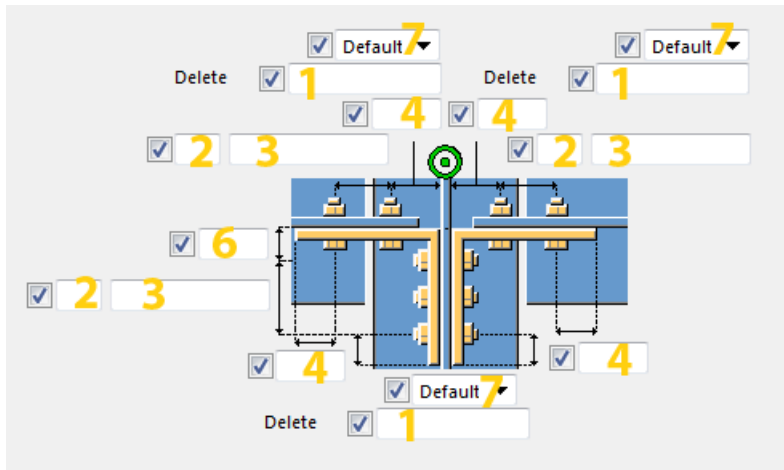 Default 7 Default 7
Delete 1 Delete 1
4 4
2 3 2 3
6
2 3
4 4
Default 7
Delete 1